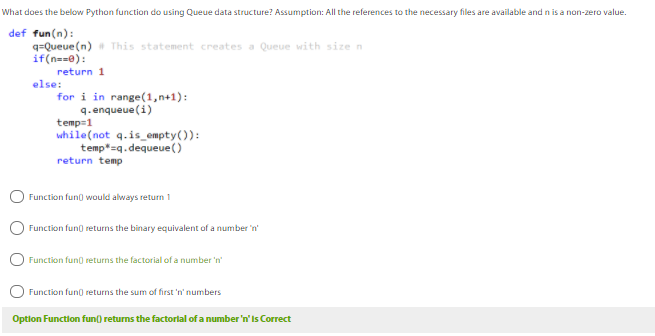 What does the below Python function do using Queue data structure? Assumption: All the references to the necessary files are available and n is a non-zero value.
def fun(n):
q=Queue(n) # This statement creates a Queue with size n
if(n==0):
return 1
else:
for i in range(1,n+1):
q.enqueue(i)
temp=1
while(not q.is_empty()):
temp*=q.dequeue()
return temp
Function fun() would always return 1
Function fun() returns the binary equivalent of a number 'n'
Function fun() returns the factorial of a number 'n'
Function fun() returns the sum of first 'n' numbers
Option Function fun() returns the factorial of a number 'n' Is Correct